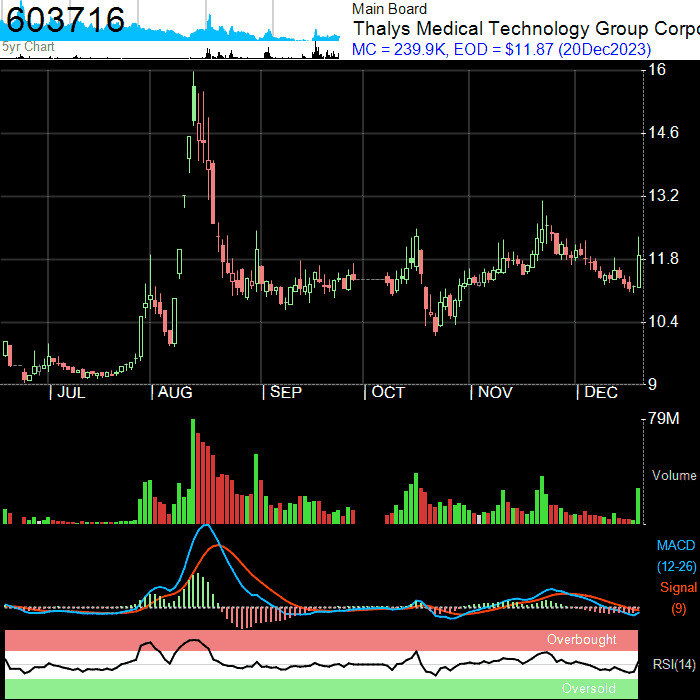 603716
5yr Chart
Main Board
Thalys Medical Technology Group Corpo
MC = 239.9K, EOD = $11.87 (20Dec2023)
16
14.6
13.2
11.8
10.4
9
JUL
AUG
SEP
OCT
NOV
DEC
79M
Volume
MACD
(12-26)
Signal
(9)
Overbought
RSI(14)
Oversold